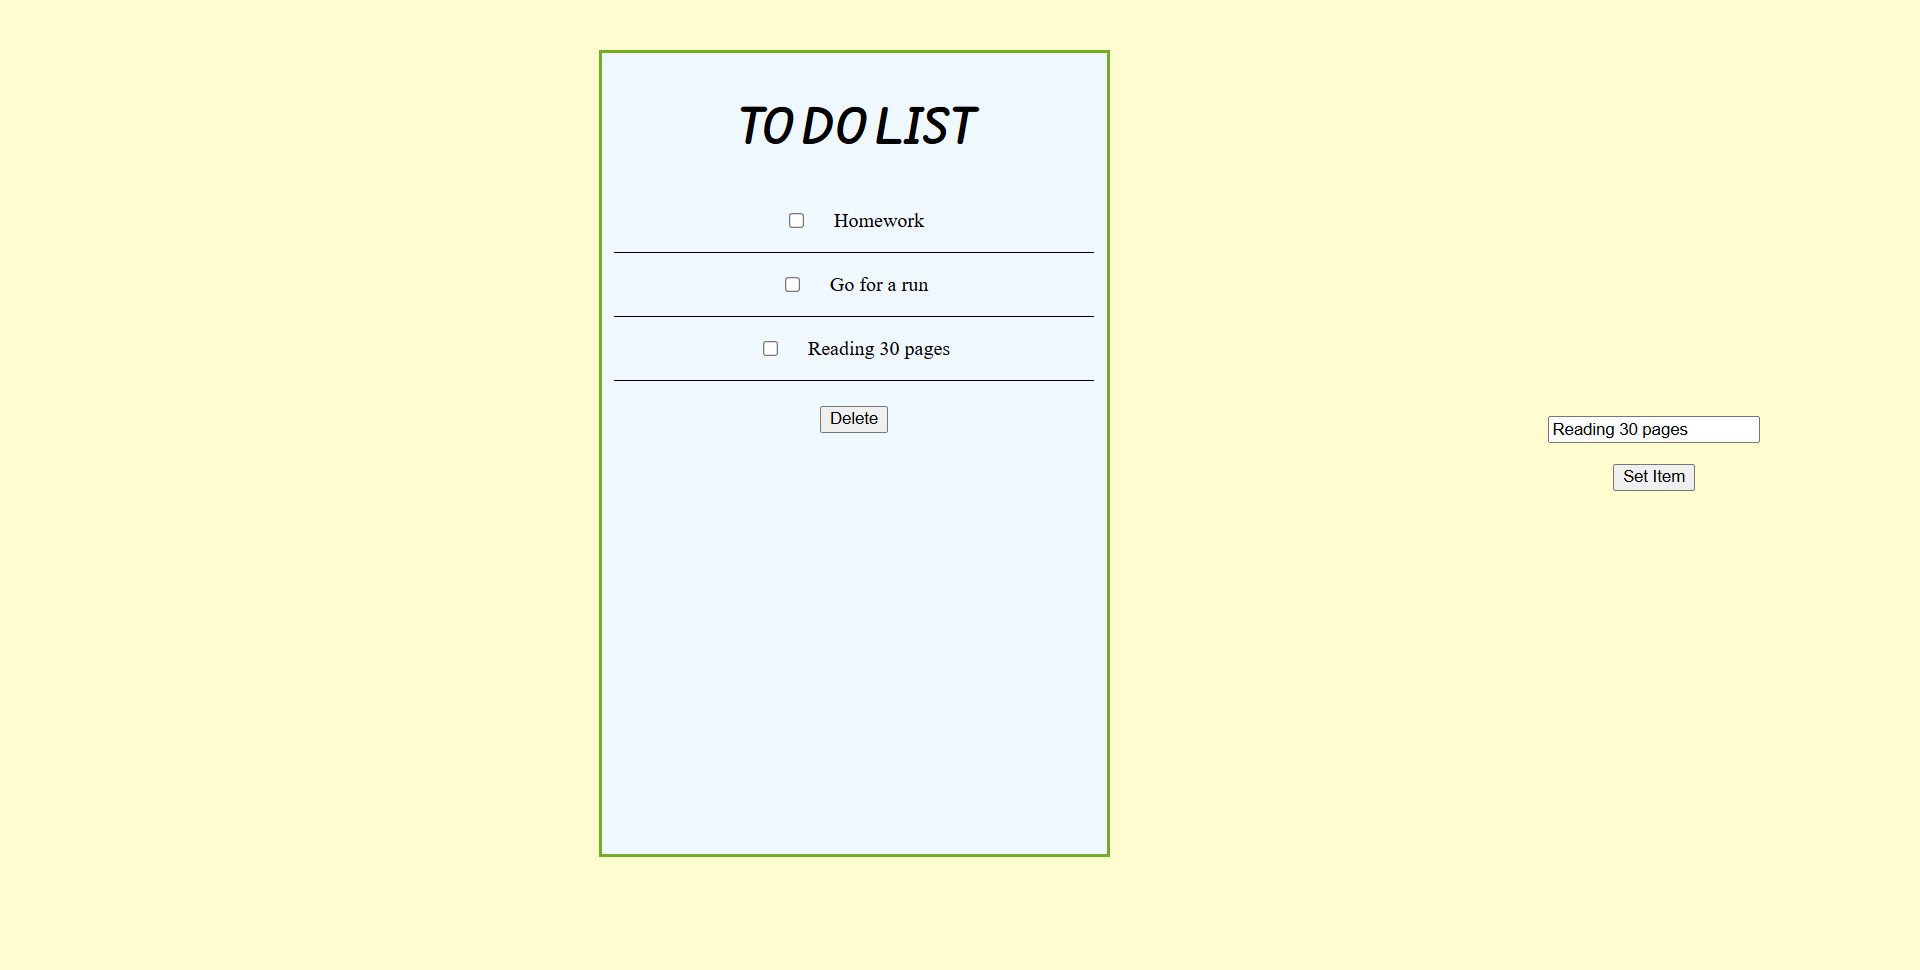 TO DO LIST
Homework
Go for a run
Reading 30 pages
Delete
Reading 30 pages
Set Item